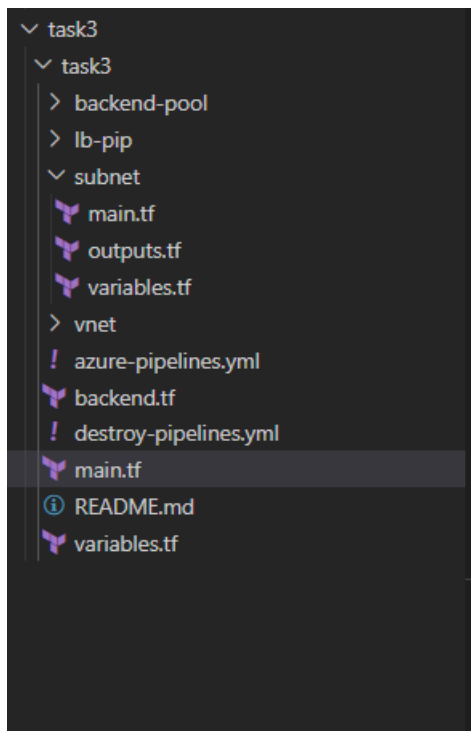 task3
task3
backend-pool
lb-pip
subnet
main.tf
outputs.tf
variables.tf
vnet
azure-pipelines.yml
backend.tf
destroy-pipelines.yml
main.tf
README.md
variables.tf